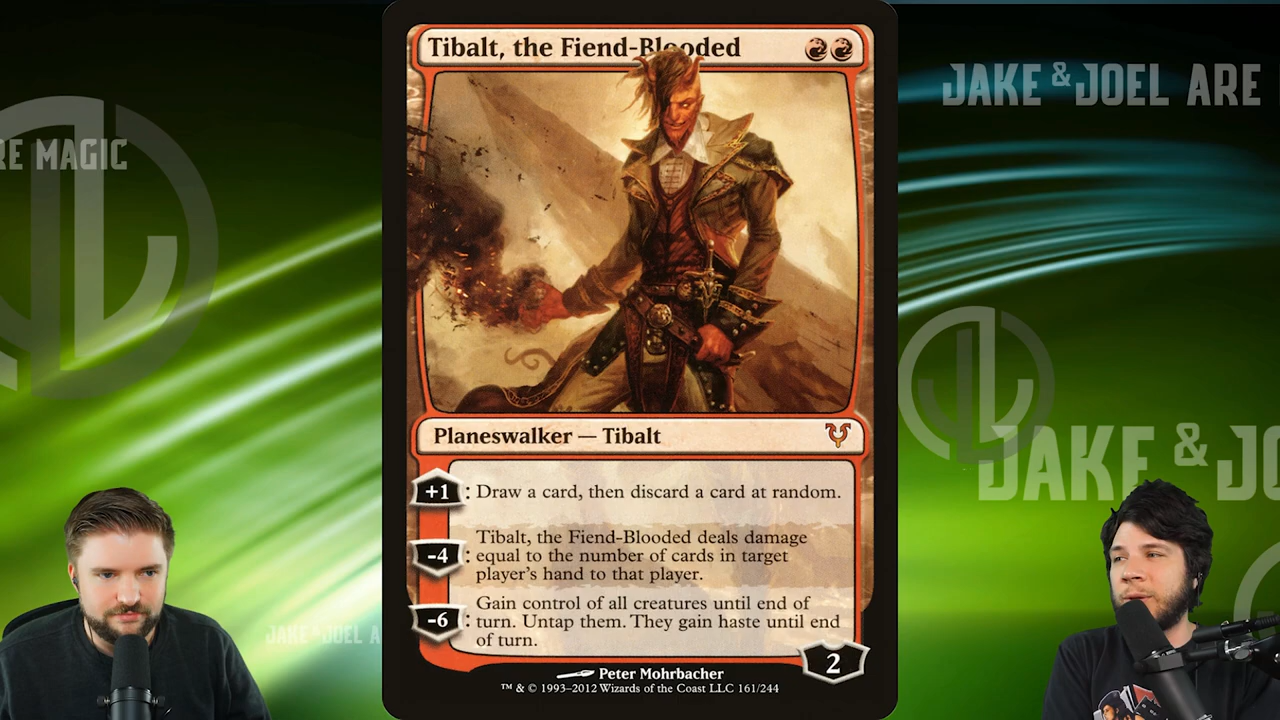 Tibalt, the Fiend-Blooded
JAKE & JOEL ARE
RE MAGIC
Planeswalker — Tibalt
JAKE & JO
+1: Draw a card, then discard a card at random.
-4: Tibalt, the Fiend-Blooded deals damage
equal to the number of cards in target
player's hand to that player.
-6: Gain control of all creatures until end of
turn. Untap them. They gain haste until end
of turn.
JAKE & JOEL A
2
Peter Mohrbacher
™ & © 1993–2012 Wizards of the Coast LLC 161/244